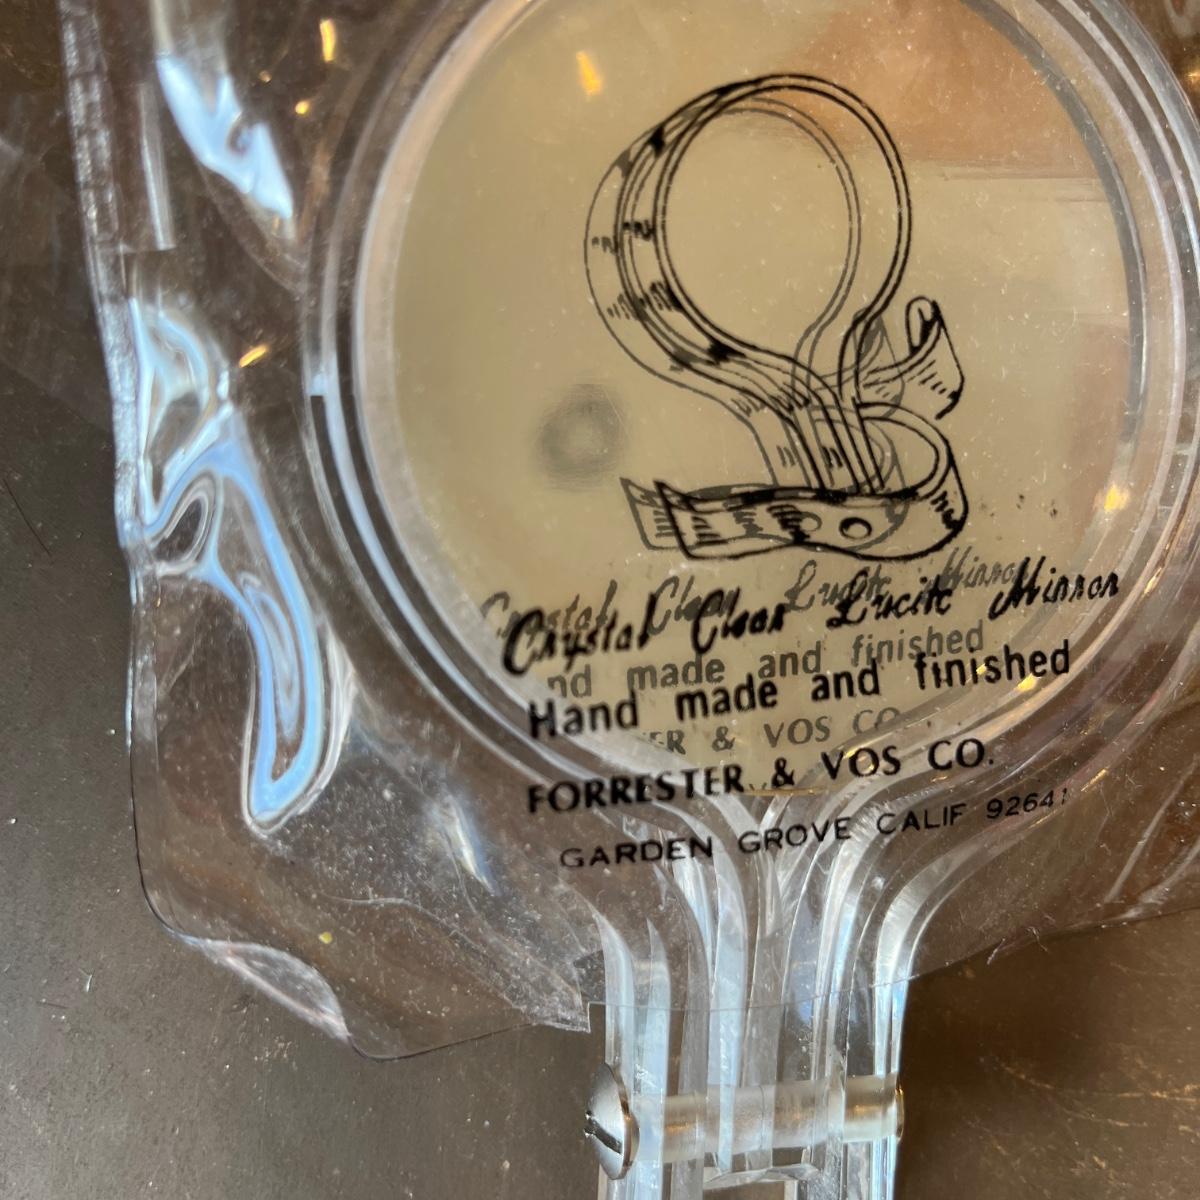 Crystal Clear Lucite Mirror
Hand made and finished
FORRESTER & VOS CO.
GARDEN GROVE CALIF 92641